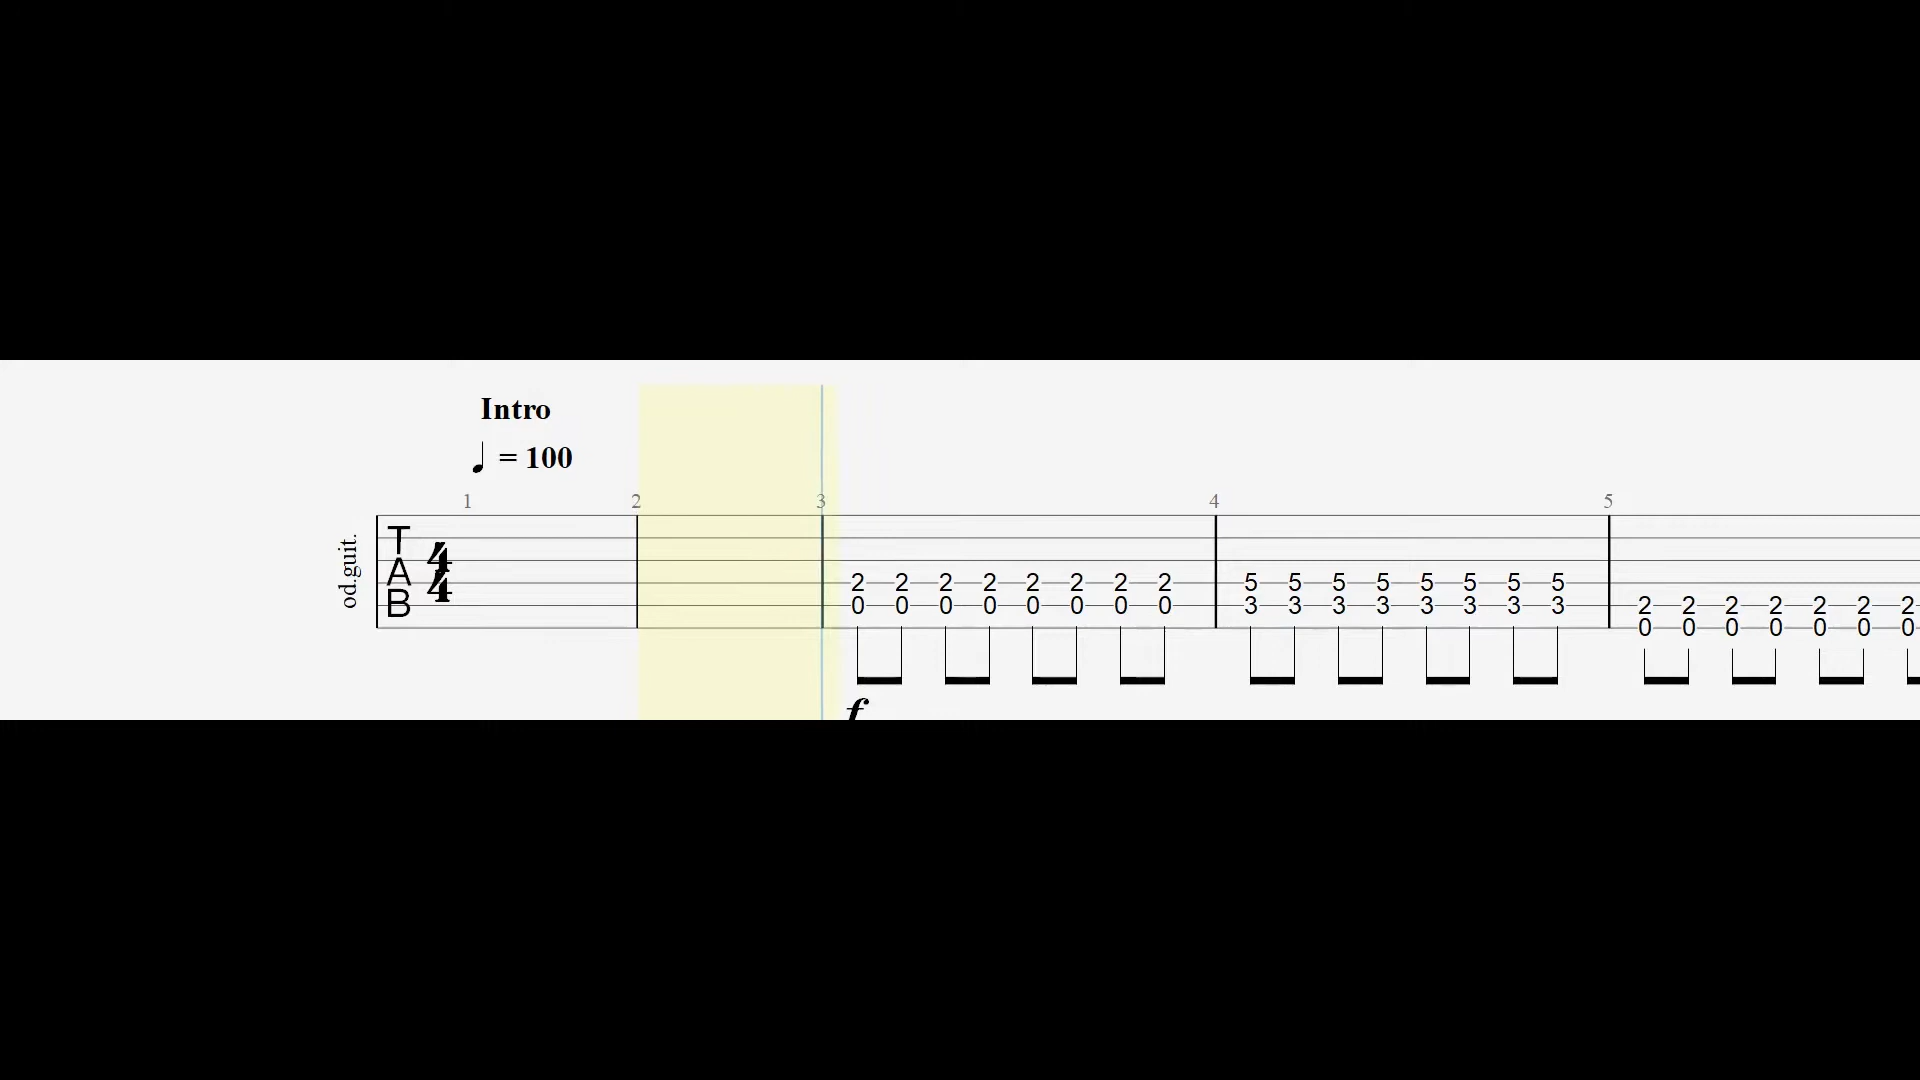 Intro
♩ = 100
1 2 3 4 5
od.guit.
T
A
B
4
4
2 2 2 2 2 2 2 2 5 5 5 5 5 5 5 5
0 0 0 0 0 0 0 0 3 3 3 3 3 3 3 3 2 2 2 2 2 2 2
0 0 0 0 0 0 0
f